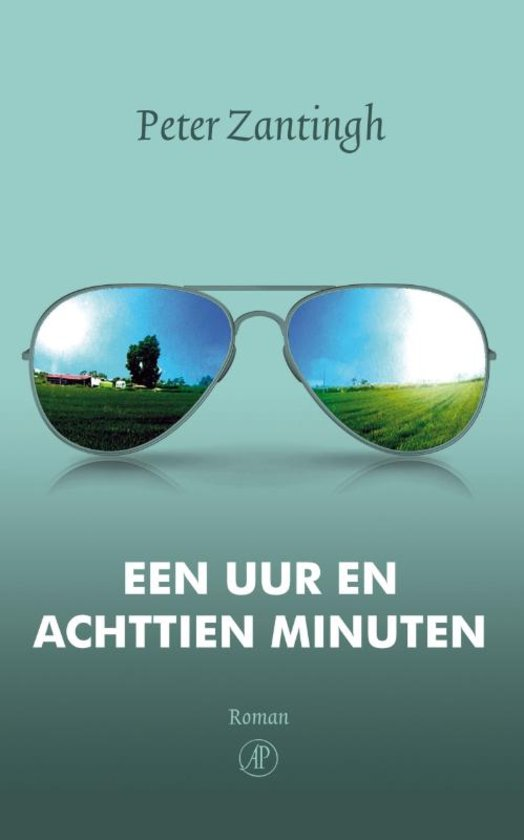 Peter Zantingh
EEN UUR EN
ACHTTIEN MINUTEN
Roman
AP